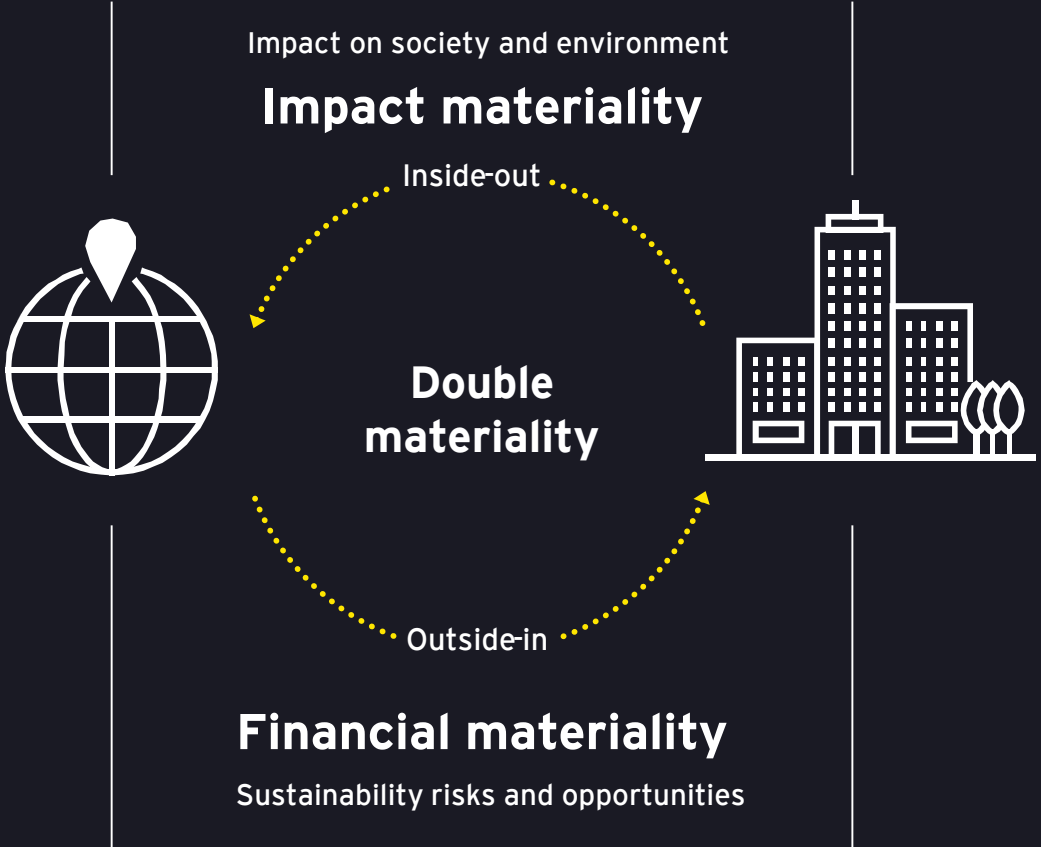 Impact on society and environment
Impact materiality
Inside-out
Double
materiality
Outside-in
Financial materiality
Sustainability risks and opportunities